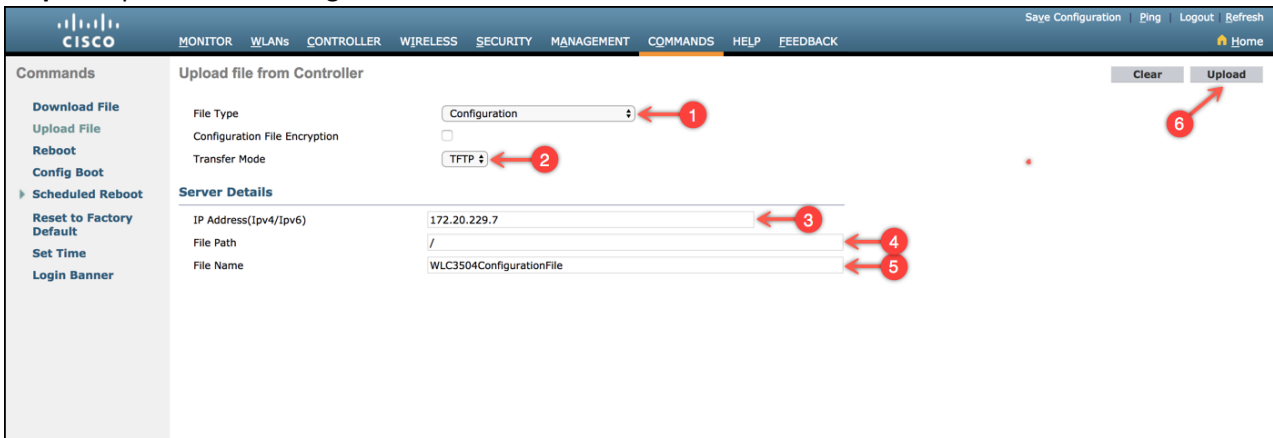 Save Configuration | Ping | Logout | Refresh
CISCO
MONITOR WLANs CONTROLLER WIRELESS SECURITY MANAGEMENT COMMANDS HELP FEEDBACK
Home
Commands
Download File
Upload File
Reboot
Config Boot
Scheduled Reboot
Reset to Factory
Default
Set Time
Login Banner
Upload file from Controller
Clear Upload
File Type Configuration 1
6
Configuration File Encryption
Transfer Mode TFTP 2
Server Details
IP Address(Ipv4/Ipv6) 172.20.229.7 3
File Path / 4
File Name WLC3504ConfigurationFile 5